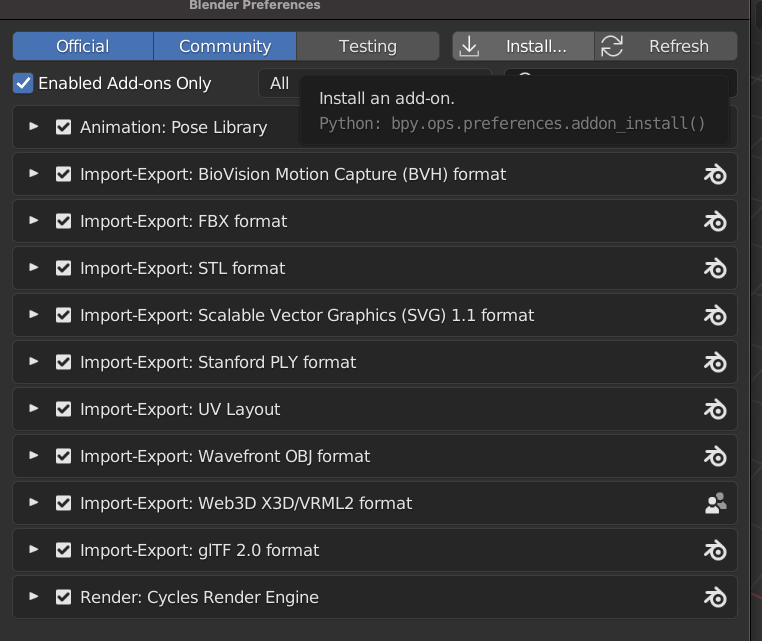 Blender Preferences
Official Community Testing Install... Refresh
Enabled Add-ons Only All
Install an add-on.
Python: bpy.ops.preferences.addon_install()
Animation: Pose Library
Import-Export: BioVision Motion Capture (BVH) format
Import-Export: FBX format
Import-Export: STL format
Import-Export: Scalable Vector Graphics (SVG) 1.1 format
Import-Export: Stanford PLY format
Import-Export: UV Layout
Import-Export: Wavefront OBJ format
Import-Export: Web3D X3D/VRML2 format
Import-Export: glTF 2.0 format
Render: Cycles Render Engine